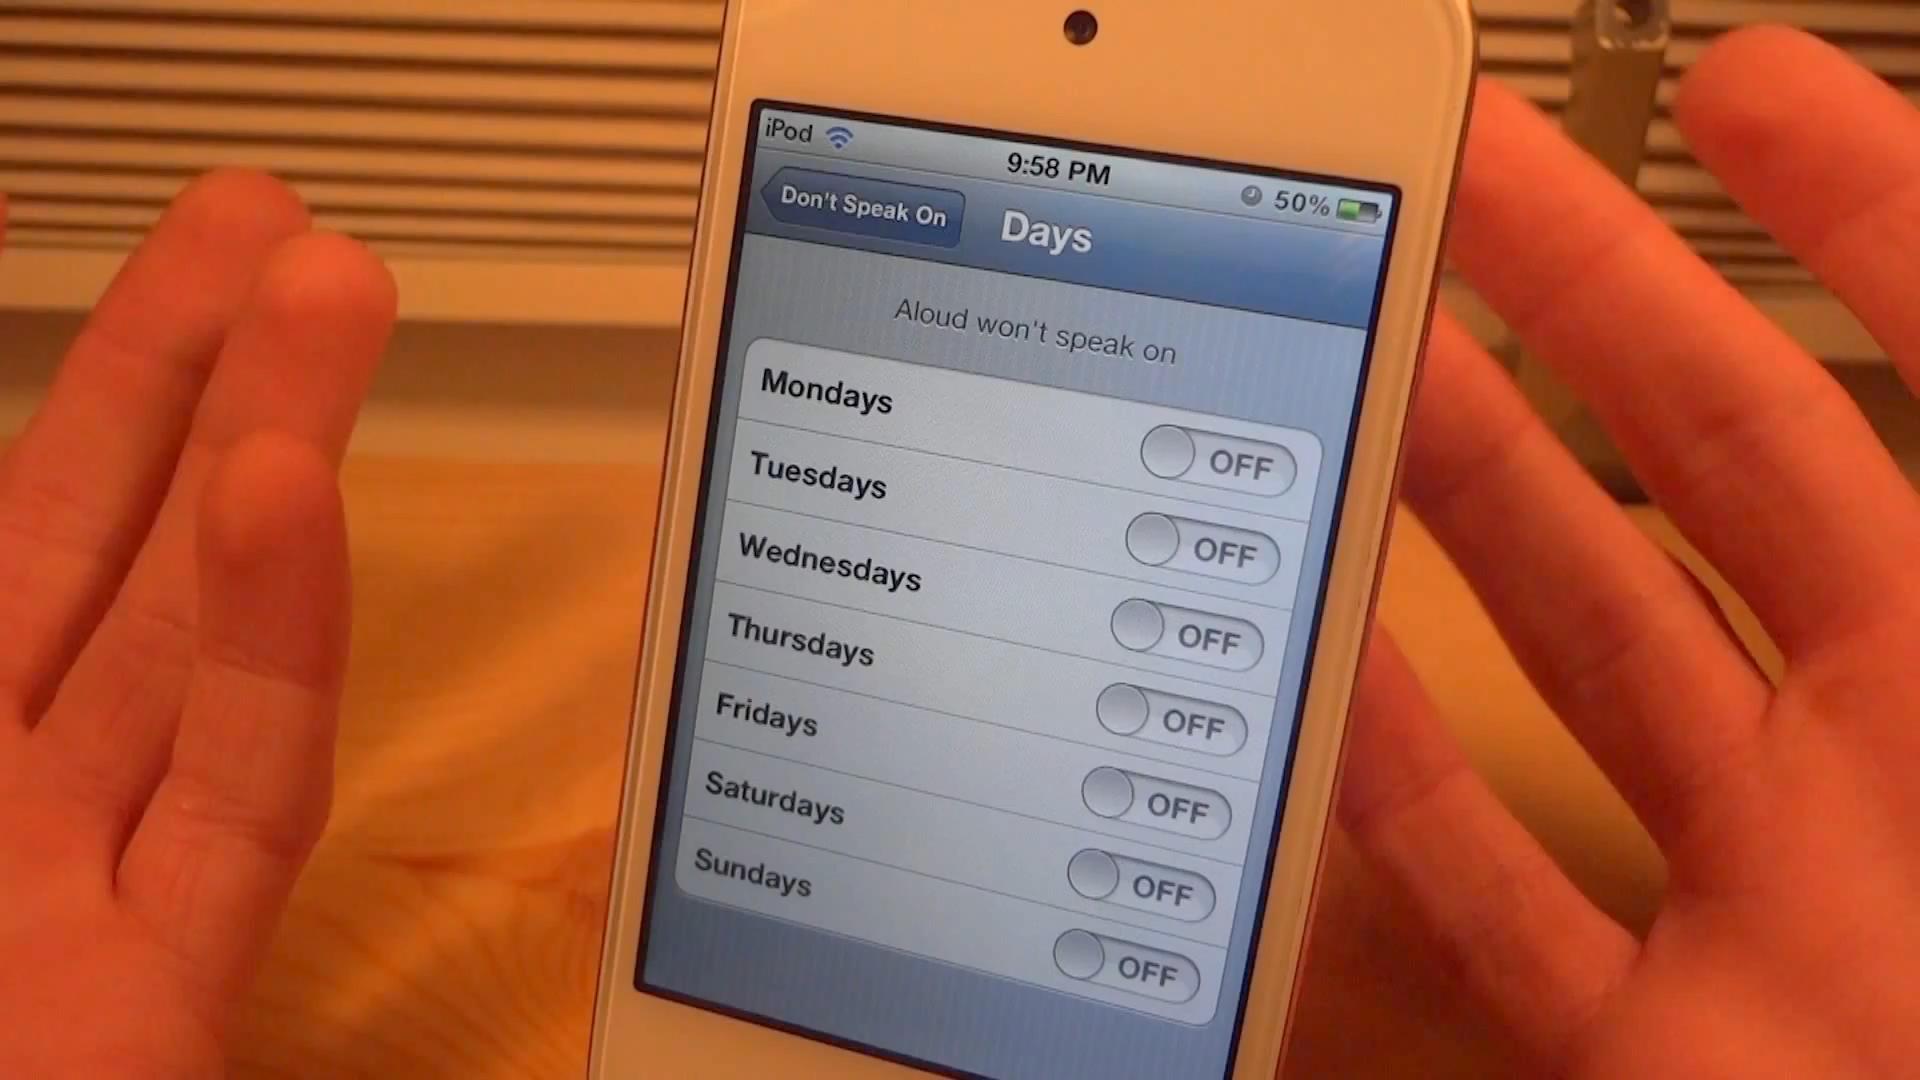 iPod 9:58 PM 50%
Don't Speak On Days
Aloud won't speak on
Mondays OFF
Tuesdays OFF
Wednesdays OFF
Thursdays OFF
Fridays OFF
Saturdays OFF
Sundays OFF